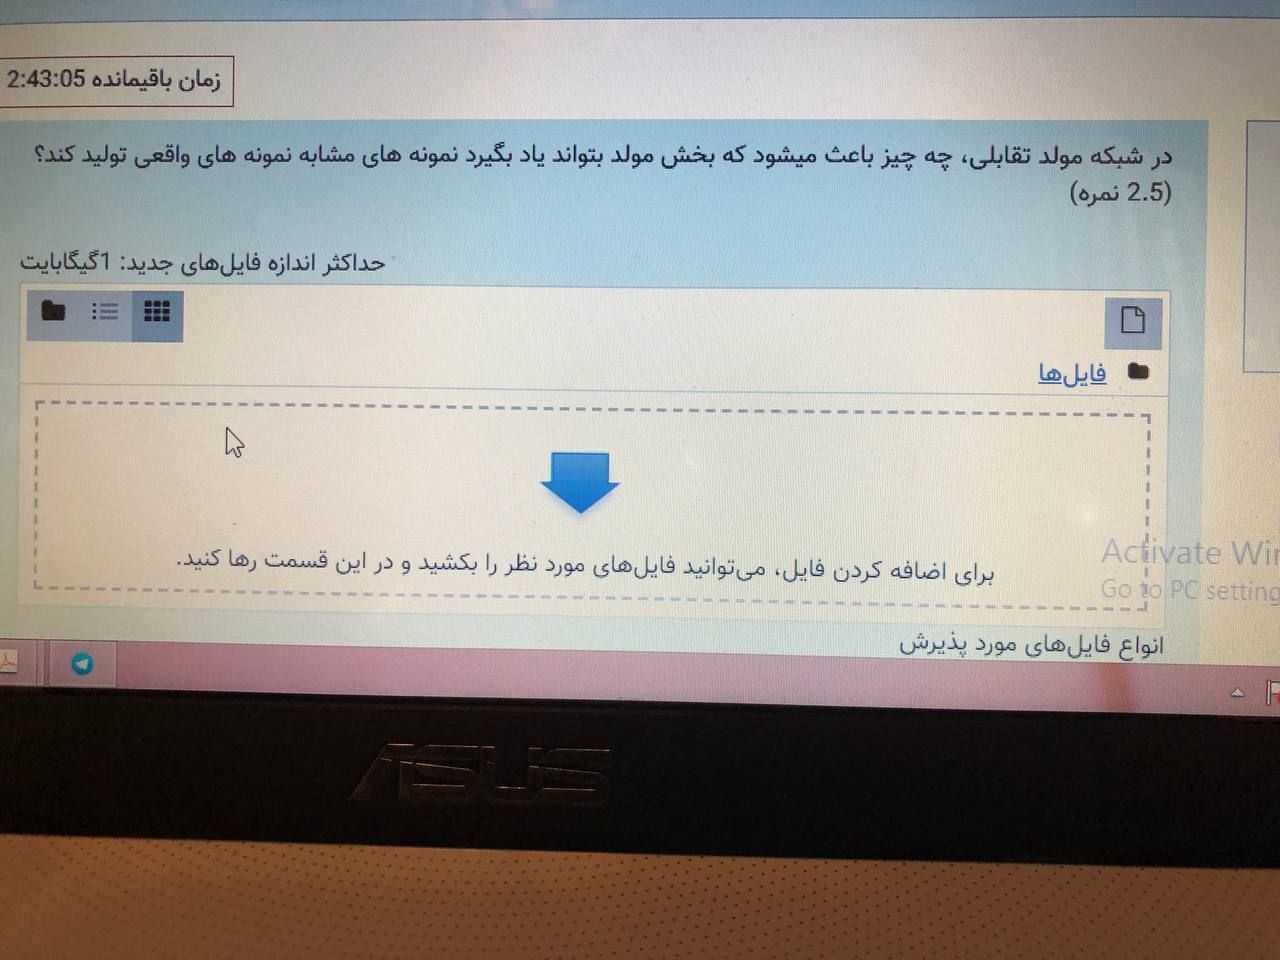 زمان باقیمانده 2:43:05
در شبکه مولد تقابلی، چه چیز باعث میشود که بخش مولد بتواند یاد بگیرد نمونه های مشابه نمونه های واقعی تولید کند؟
(2.5 نمره)
حداکثر اندازه فایل‌های جدید: 1گیگابایت
فایل‌ها
برای اضافه کردن فایل، می‌توانید فایل‌های مورد نظر را بکشید و در این قسمت رها کنید.
Activate Win
Go to PC setting
انواع فایل‌های مورد پذیرش
ASUS